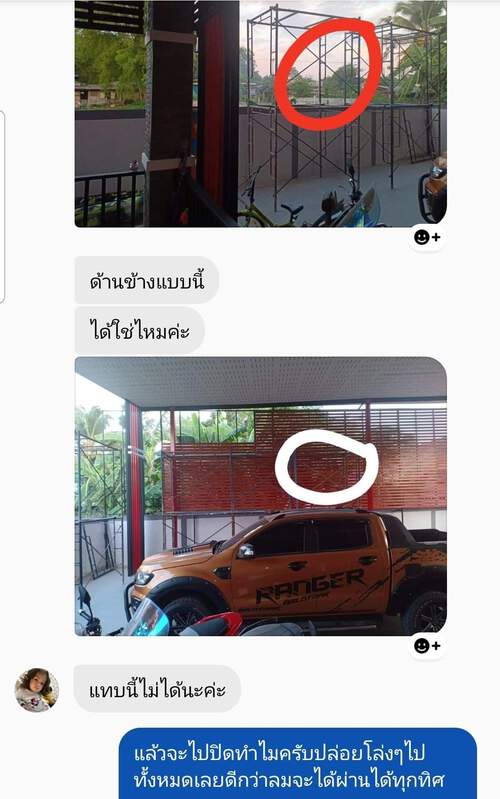 ด้านข้างแบบนี้
ได้ใช่ไหมค่ะ
RANGER
แทบนี้ไม่ได้นะค่ะ
แล้วจะไปปิดทำไมครับปล่อยโล่งๆไป
ทั้งหมดเลยดีกว่าลมจะได้ผ่านได้ทุกทิศ